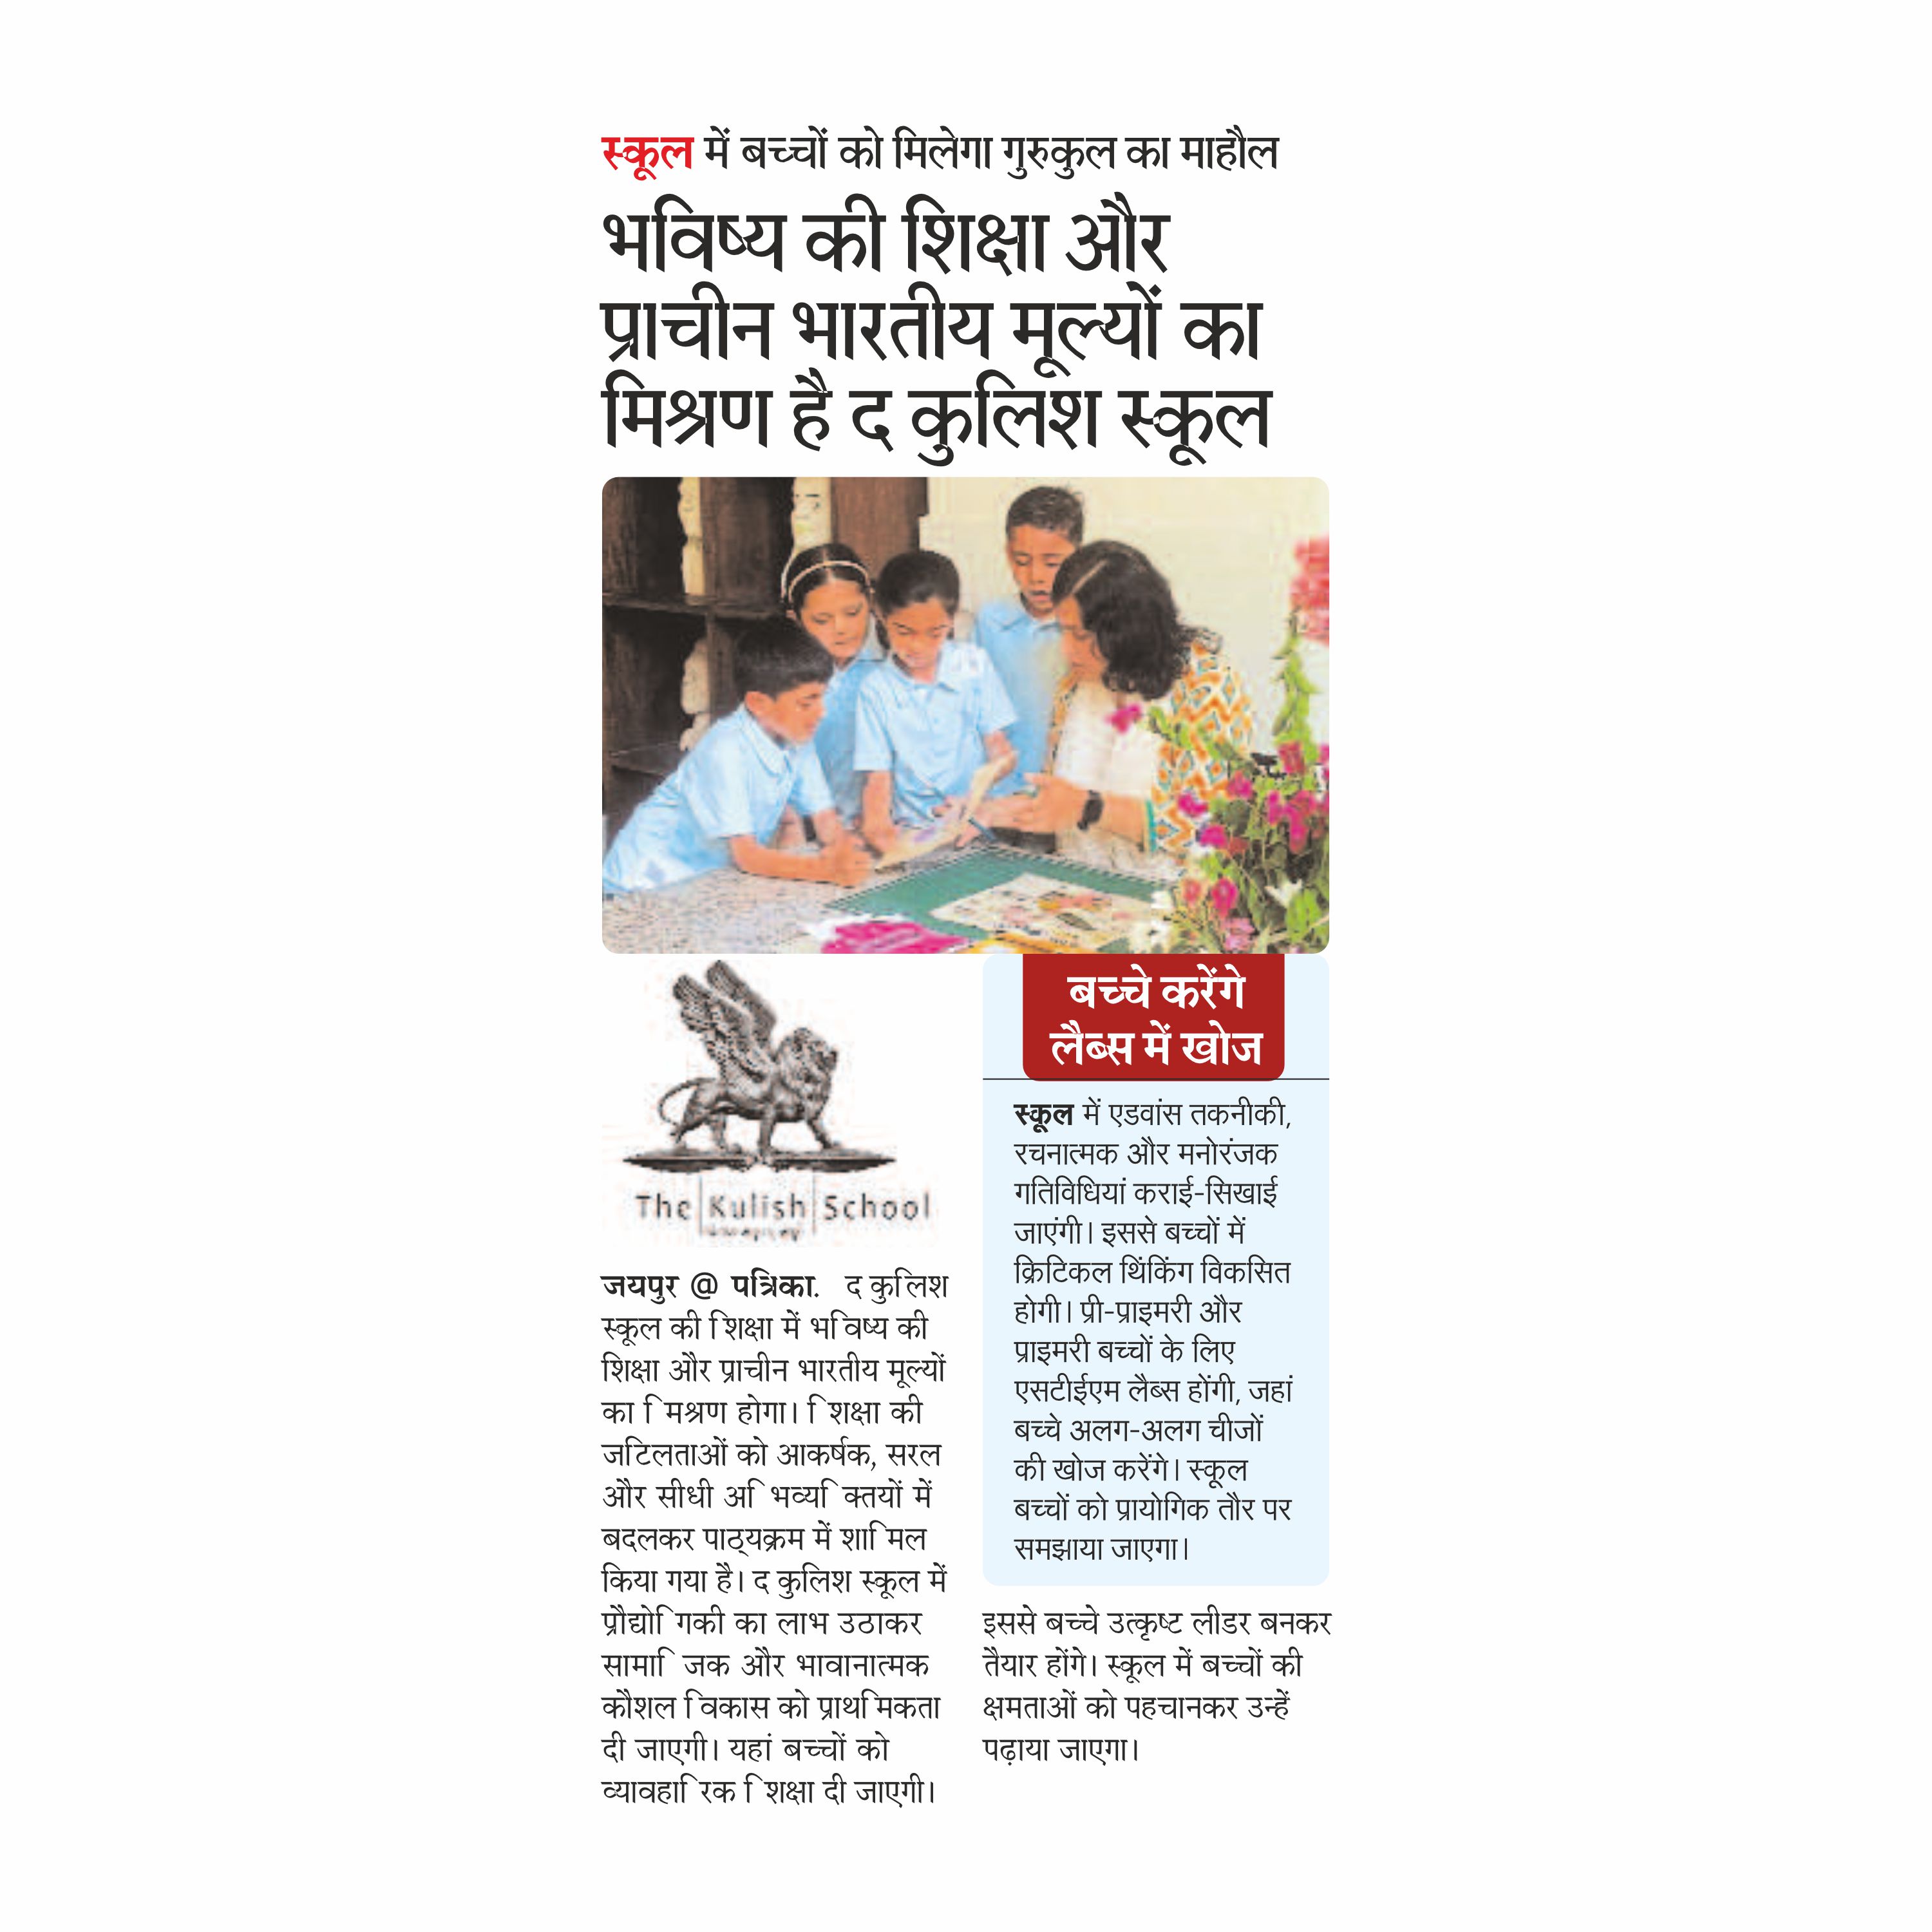 स्कूल में बच्चों को मिलेगा गुरुकुल का माहौल
भविष्य की शिक्षा और
प्राचीन भारतीय मूल्यों का
मिश्रण है द कुलिश स्कूल
The Kulish School
जयपुर @ पत्रिका. द कुलिश
स्कूल की शिक्षा में भविष्य की
शिक्षा और प्राचीन भारतीय मूल्यों
का मिश्रण होगा। शिक्षा की
जटिलताओं को आकर्षक, सरल
और सीधी अभिव्यक्तियों में
बदलकर पाठ्यक्रम में शामिल
किया गया है। द कुलिश स्कूल में
प्रौद्योगिकी का लाभ उठाकर
सामाजिक और भावानात्मक
कौशल विकास को प्राथमिकता
दी जाएगी। यहां बच्चों को
व्यावहारिक शिक्षा दी जाएगी।
बच्चे करेंगे
लैब्स में खोज
स्कूल में एडवांस तकनीकी,
रचनात्मक और मनोरंजक
गतिविधियां कराई-सिखाई
जाएंगी। इससे बच्चों में
क्रिटिकल थिंकिंग विकसित
होगी। प्री-प्राइमरी और
प्राइमरी बच्चों के लिए
एसटीईएम लैब्स होंगी, जहां
बच्चे अलग-अलग चीजों
की खोज करेंगे। स्कूल
बच्चों को प्रायोगिक तौर पर
समझाया जाएगा।
इससे बच्चे उत्कृष्ट लीडर बनकर
तैयार होंगे। स्कूल में बच्चों की
क्षमताओं को पहचानकर उन्हें
पढ़ाया जाएगा।